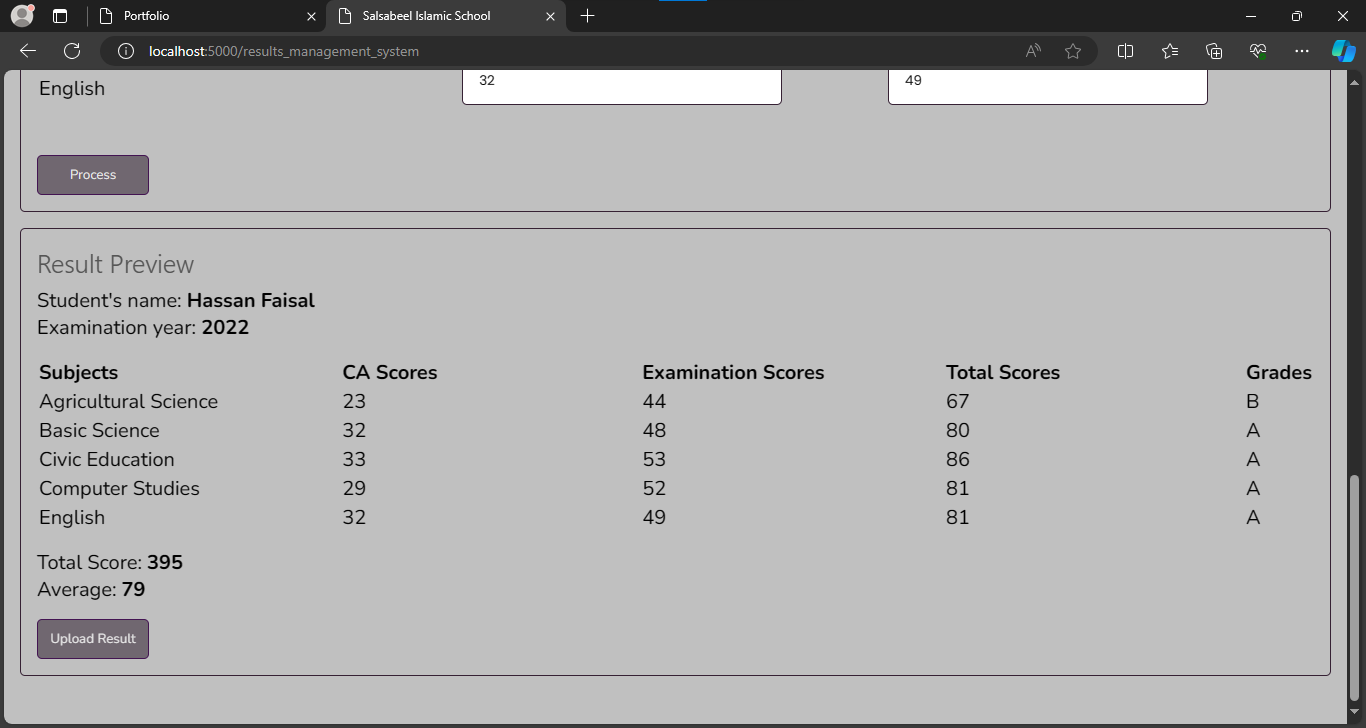 Portfolio
Salsabeel Islamic School
localhost:5000/results_management_system
English 32 49
Process
Result Preview
Student's name: Hassan Faisal
Examination year: 2022
Subjects CA Scores Examination Scores Total Scores Grades
Agricultural Science 23 44 67 B
Basic Science 32 48 80 A
Civic Education 33 53 86 A
Computer Studies 29 52 81 A
English 32 49 81 A
Total Score: 395
Average: 79
Upload Result